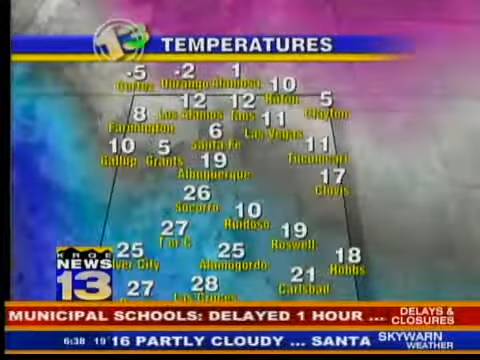 13 TEMPERATURES
-5 -2 1 10
Cortez Durango Alamosa Raton
8 12 12 11 5
Farmington Los Alamos Taos Las Vegas Clayton
10 5 6 11
Gallup Grants Santa Fe Tucumcari
19 17
Albuquerque Clovis
26 10
Socorro Ruidoso
27 19
T or C Roswell
25 25 18
ver City Alamogordo Hobbs
27 28 21
Las Cruces Carlsbad
KRQE
NEWS
13
MUNICIPAL SCHOOLS: DELAYED 1 HOUR ... DELAYS & CLOSURES
6:38 19° 16 PARTLY CLOUDY ... SANTA SKYWARN WEATHER